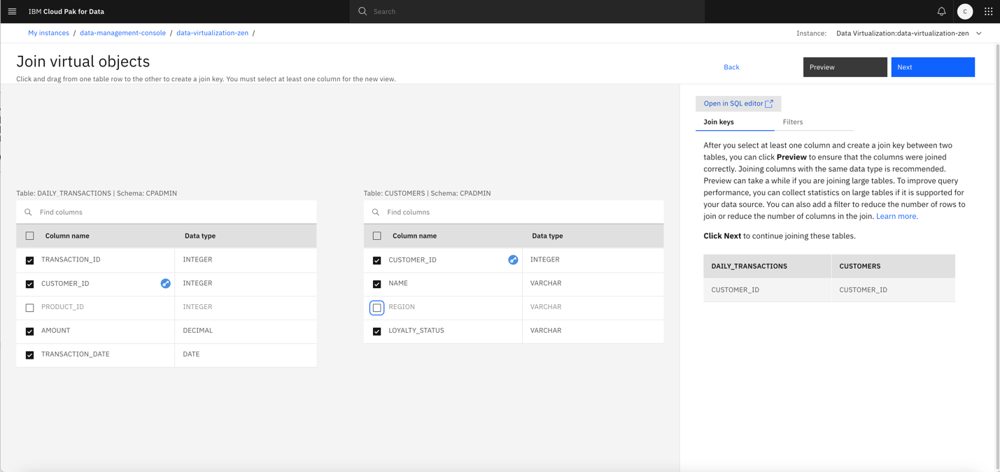 IBM Cloud Pak for Data
Search
C
My instances / data-management-console / data-virtualization-zen /
Instance: Data Virtualization:data-virtualization-zen
Join virtual objects
Click and drag from one table row to the other to create a join key. You must select at least one column for the new view.
Back
Preview
Next
Table: DAILY_TRANSACTIONS | Schema: CPADMIN
Find columns
Column name Data type
TRANSACTION_ID INTEGER
CUSTOMER_ID INTEGER
PRODUCT_ID INTEGER
AMOUNT DECIMAL
TRANSACTION_DATE DATE
Table: CUSTOMERS | Schema: CPADMIN
Find columns
Column name Data type
CUSTOMER_ID INTEGER
NAME VARCHAR
REGION VARCHAR
LOYALTY_STATUS VARCHAR
Open in SQL editor
Join keys Filters
After you select at least one column and create a join key between two
tables, you can click Preview to ensure that the columns were joined
correctly. Joining columns with the same data type is recommended.
Preview can take a while if you are joining large tables. To improve query
performance, you can collect statistics on large tables if it is supported for
your data source. You can also add a filter to reduce the number of rows to
join or reduce the number of columns in the join. Learn more.
Click Next to continue joining these tables.
DAILY_TRANSACTIONS CUSTOMERS
CUSTOMER_ID CUSTOMER_ID